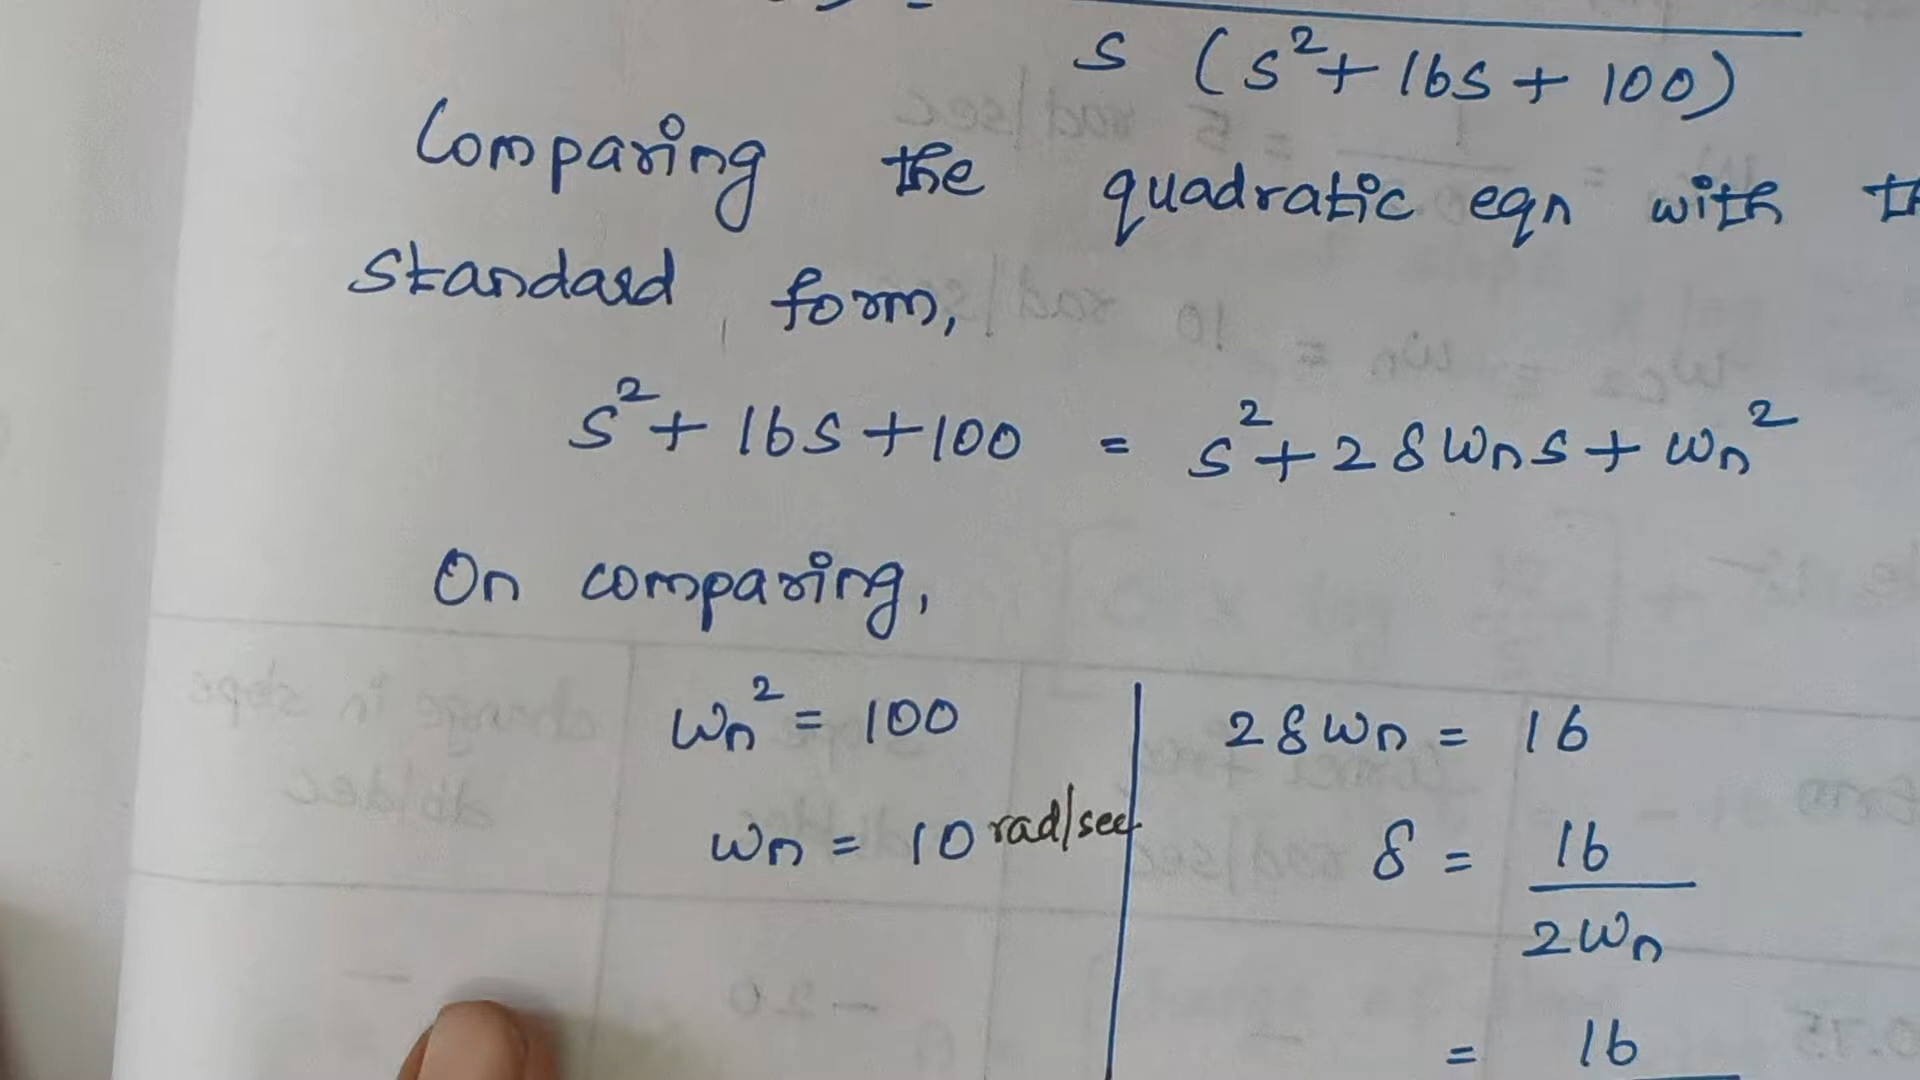 s (s²+16s+100)
Comparing the quadratic eqn with
standard form,
s²+16s+100 = s²+2δωns+ωn²
On comparing,
ωn² = 100
ωn = 10 rad/sec
2δωn = 16
δ = 16
2ωn
= 16